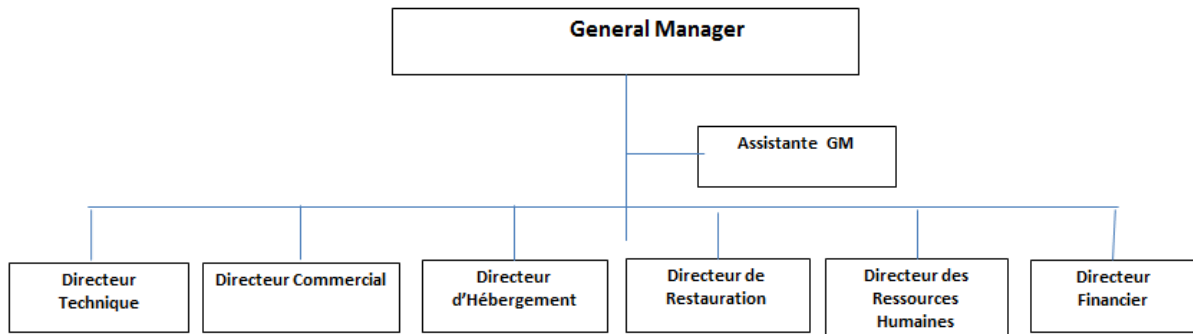 General Manager
Assistante GM
Directeur
Technique
Directeur Commercial
Directeur
d’Hébergement
Directeur de
Restauration
Directeur des
Ressources
Humaines
Directeur
Financier